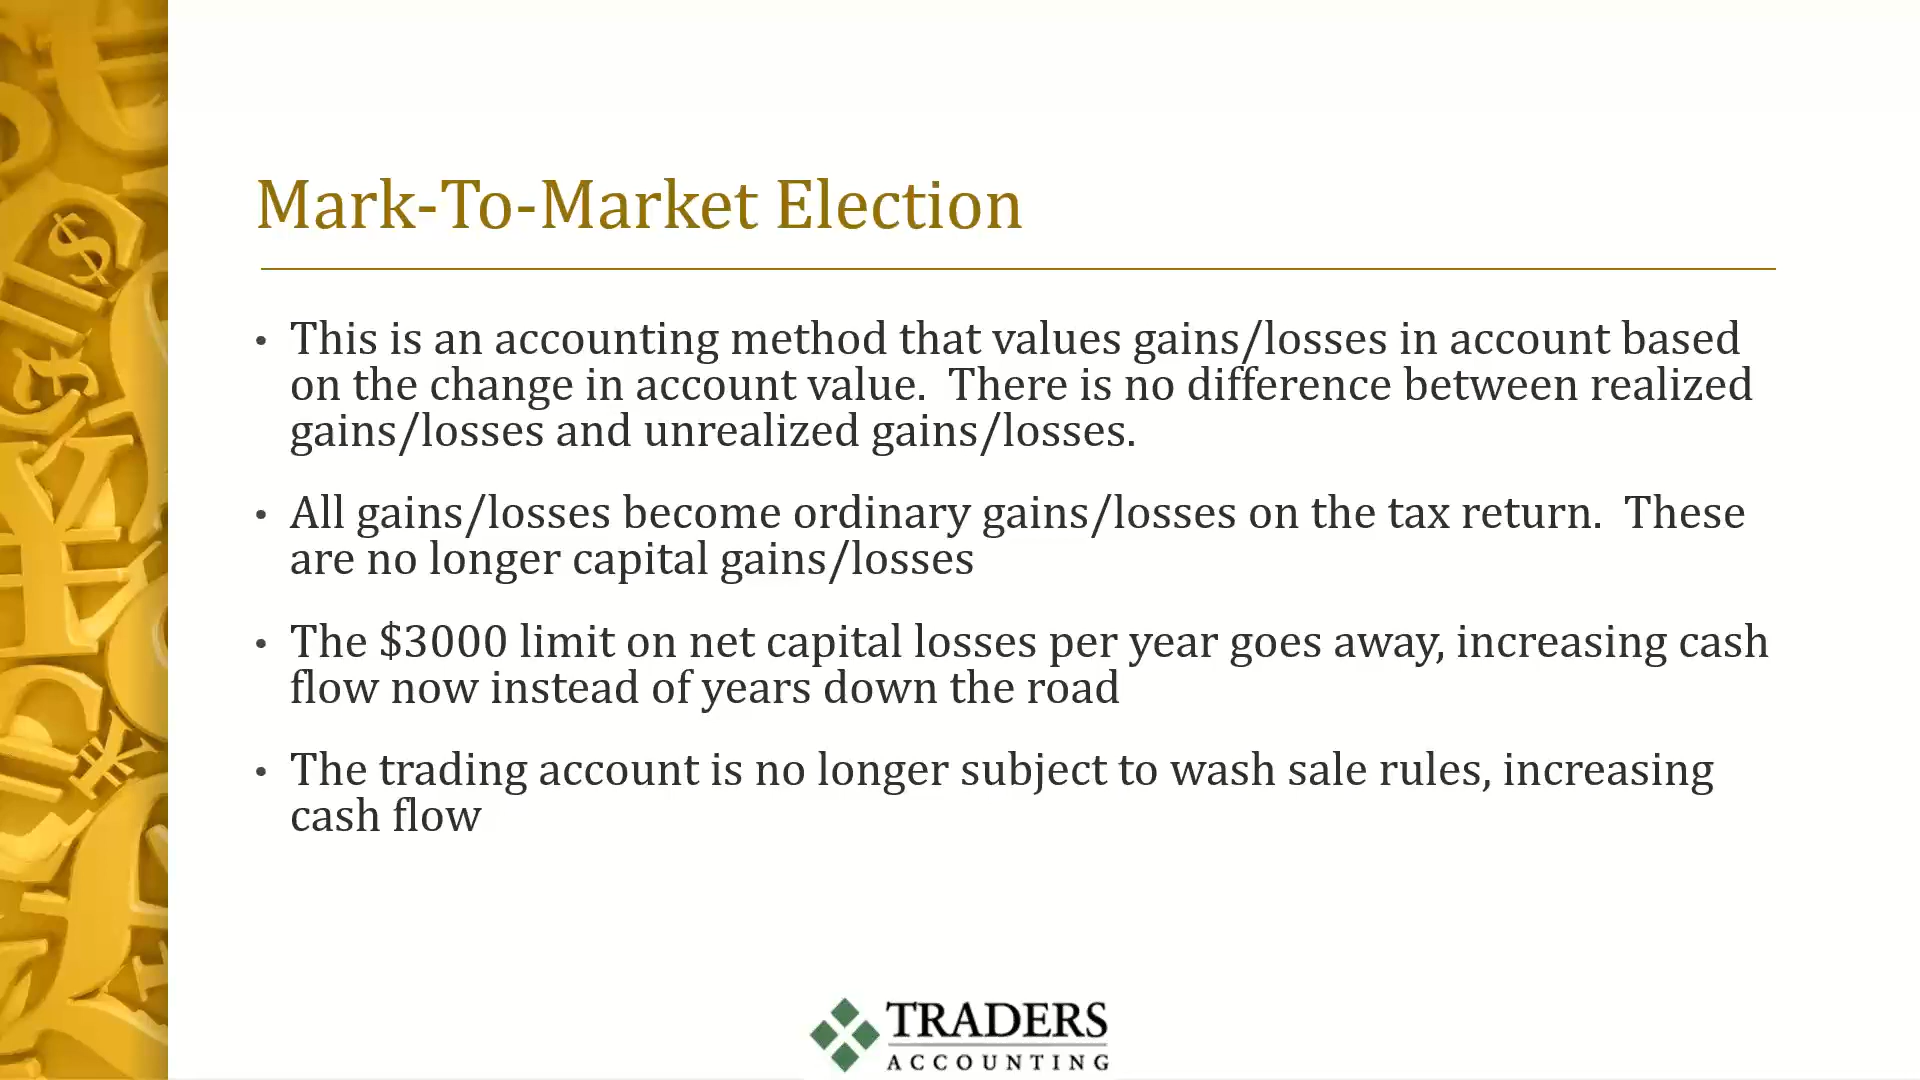 Mark-To-Market Election
• This is an accounting method that values gains/losses in account based
on the change in account value.  There is no difference between realized
gains/losses and unrealized gains/losses.
• All gains/losses become ordinary gains/losses on the tax return.  These
are no longer capital gains/losses
• The $3000 limit on net capital losses per year goes away, increasing cash
flow now instead of years down the road
• The trading account is no longer subject to wash sale rules, increasing
cash flow
TRADERS
ACCOUNTING